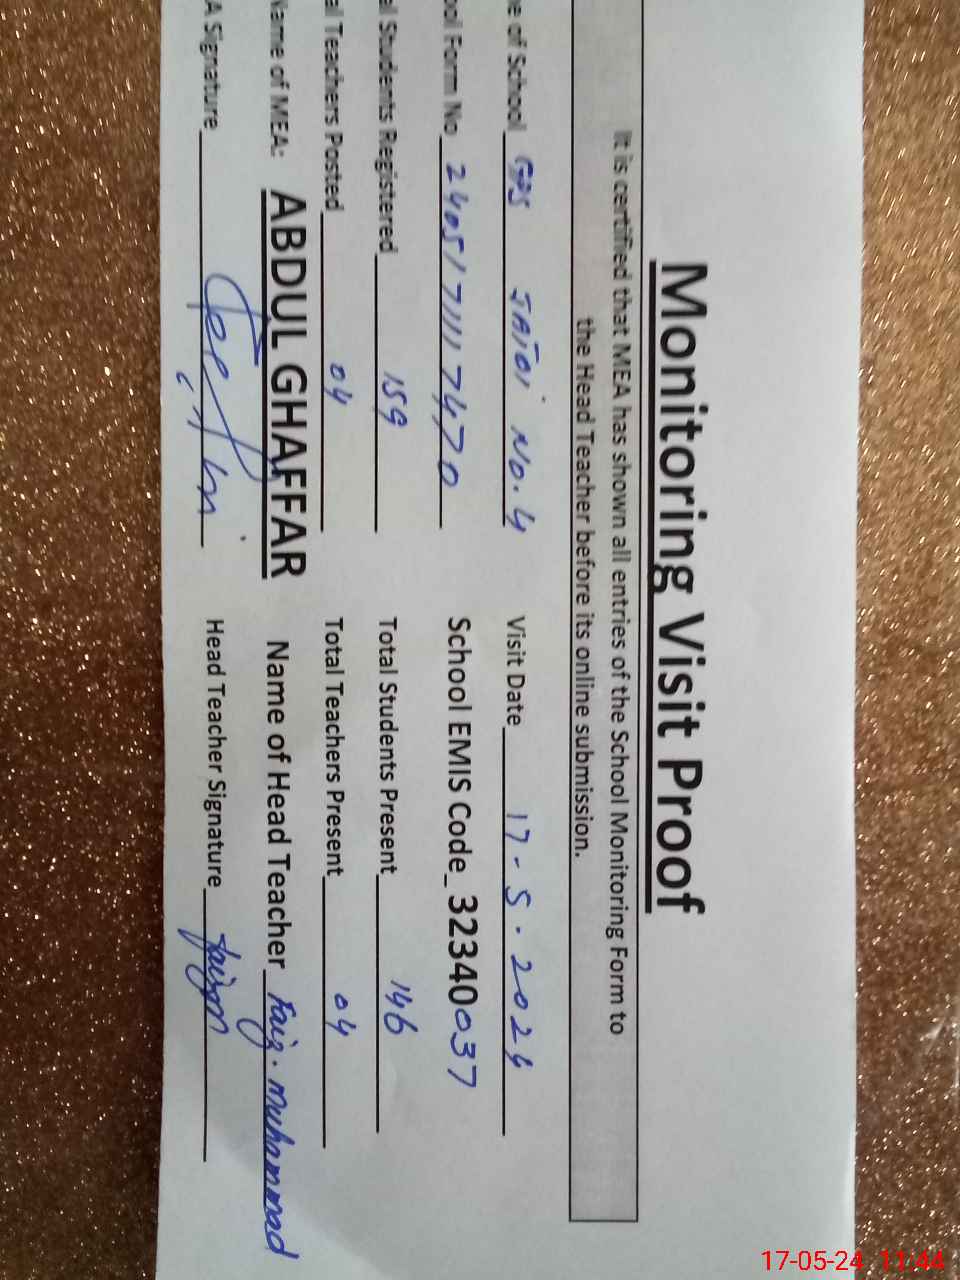 Monitoring Visit Proof
It is certified that MEA has shown all entries of the School Monitoring Form to
the Head Teacher before its online submission.
e of School GPS JATOI No. 4 Visit Date 17-5.2024
ool Form No 2405171117470 School EMIS Code_32340037
al Students Registered 159 Total Students Present 146
al Teachers Posted 04 Total Teachers Present 04
Name of MEA: ABDUL GHAFFAR Name of Head Teacher Faiz. Muhammad
A Signature Head Teacher Signature
17-05-24 11:44